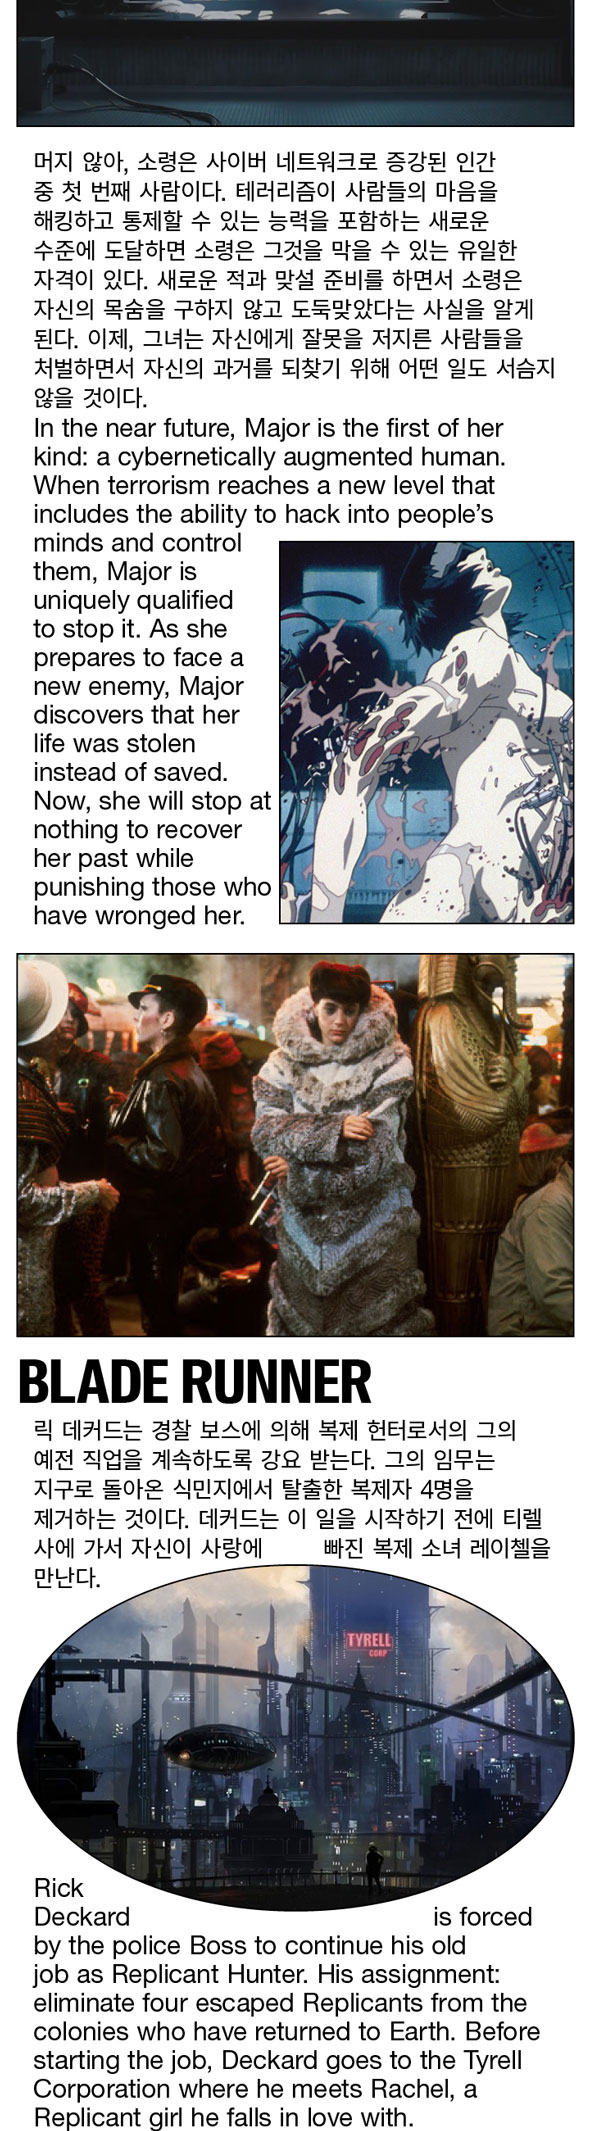 머지 않아, 소령은 사이버 네트워크로 증강된 인간
중 첫 번째 사람이다. 테러리즘이 사람들의 마음을
해킹하고 통제할 수 있는 능력을 포함하는 새로운
수준에 도달하면 소령은 그것을 막을 수 있는 유일한
자격이 있다. 새로운 적과 맞설 준비를 하면서 소령은
자신의 목숨을 구하지 않고 도둑맞았다는 사실을 알게
된다. 이제, 그녀는 자신에게 잘못을 저지른 사람들을
처벌하면서 자신의 과거를 되찾기 위해 어떤 일도 서슴지
않을 것이다.
In the near future, Major is the first of her
kind: a cybernetically augmented human.
When terrorism reaches a new level that
includes the ability to hack into people’s
minds and control
them, Major is
uniquely qualified
to stop it. As she
prepares to face a
new enemy, Major
discovers that her
life was stolen
instead of saved.
Now, she will stop at
nothing to recover
her past while
punishing those who
have wronged her.
BLADE RUNNER
릭 데커드는 경찰 보스에 의해 복제 헌터로서의 그의
예전 직업을 계속하도록 강요 받는다. 그의 임무는
지구로 돌아온 식민지에서 탈출한 복제자 4명을
제거하는 것이다. 데커드는 이 일을 시작하기 전에 티렐
사에 가서 자신이 사랑에 빠진 복제 소녀 레이첼을
만난다.
TYRELL
CORP
Rick
Deckard is forced
by the police Boss to continue his old
job as Replicant Hunter. His assignment:
eliminate four escaped Replicants from the
colonies who have returned to Earth. Before
starting the job, Deckard goes to the Tyrell
Corporation where he meets Rachel, a
Replicant girl he falls in love with.